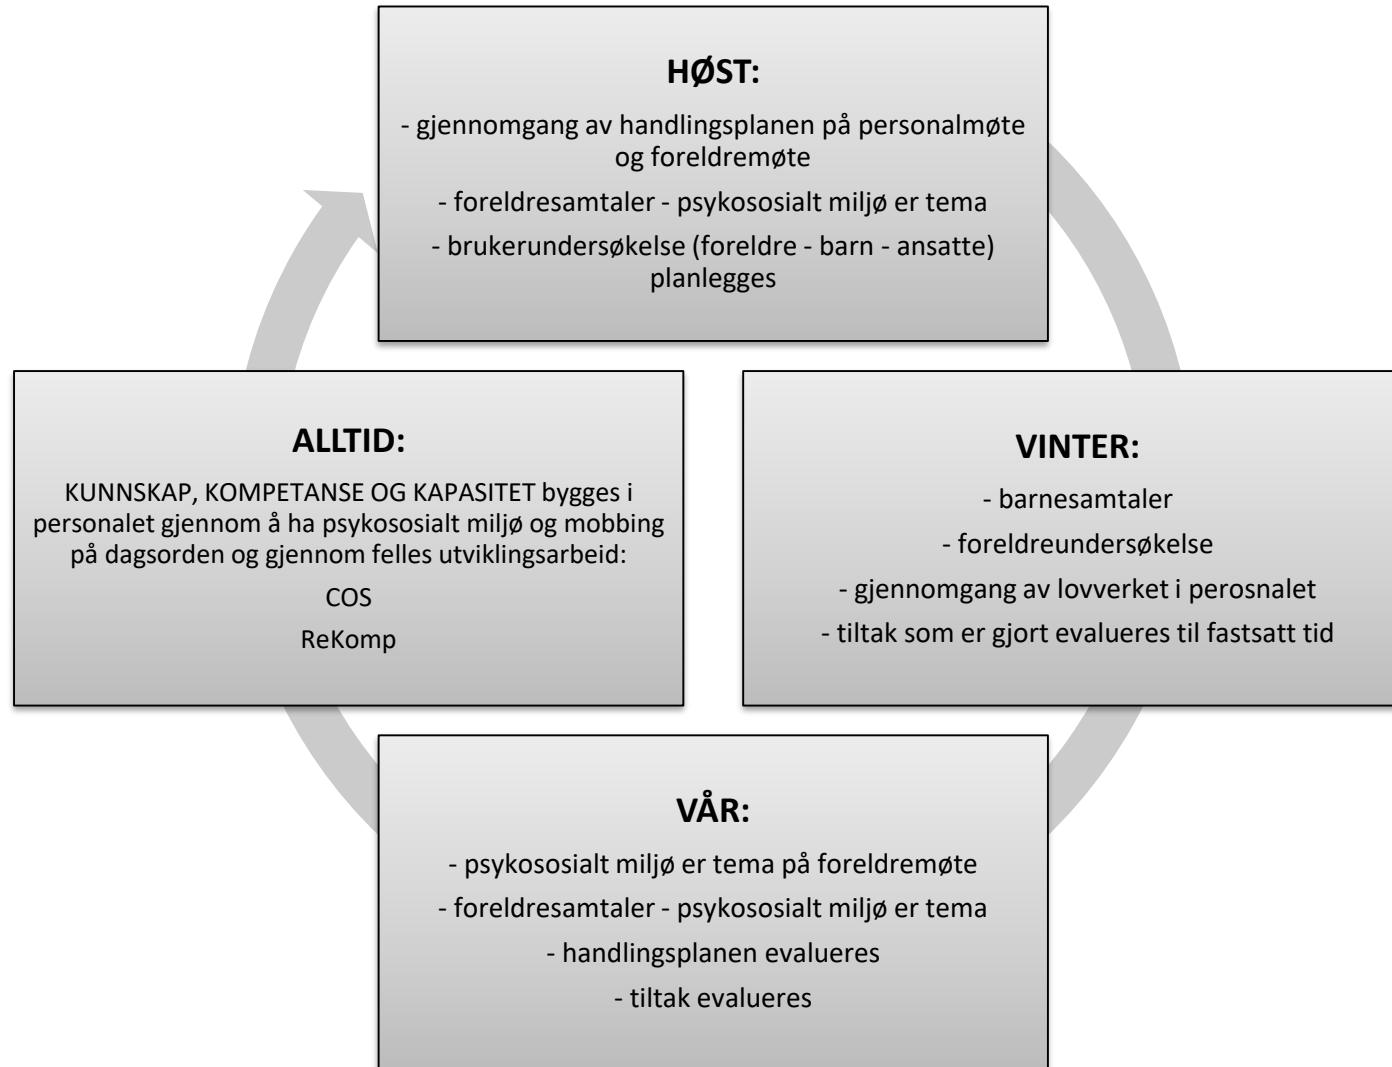 HØST:
- gjennomgang av handlingsplanen på personalmøte
og foreldremøte
- foreldresamtaler - psykososialt miljø er tema
- brukerundersøkelse (foreldre - barn - ansatte)
planlegges
ALLTID:
KUNNSKAP, KOMPETANSE OG KAPASITET bygges i
personalet gjennom å ha psykososialt miljø og mobbing
på dagsorden og gjennom felles utviklingsarbeid:
COS
ReKomp
VINTER:
- barnesamtaler
- foreldreundersøkelse
- gjennomgang av lovverket i perosnalet
- tiltak som er gjort evalueres til fastsatt tid
VÅR:
- psykososialt miljø er tema på foreldremøte
- foreldresamtaler - psykososialt miljø er tema
- handlingsplanen evalueres
- tiltak evalueres